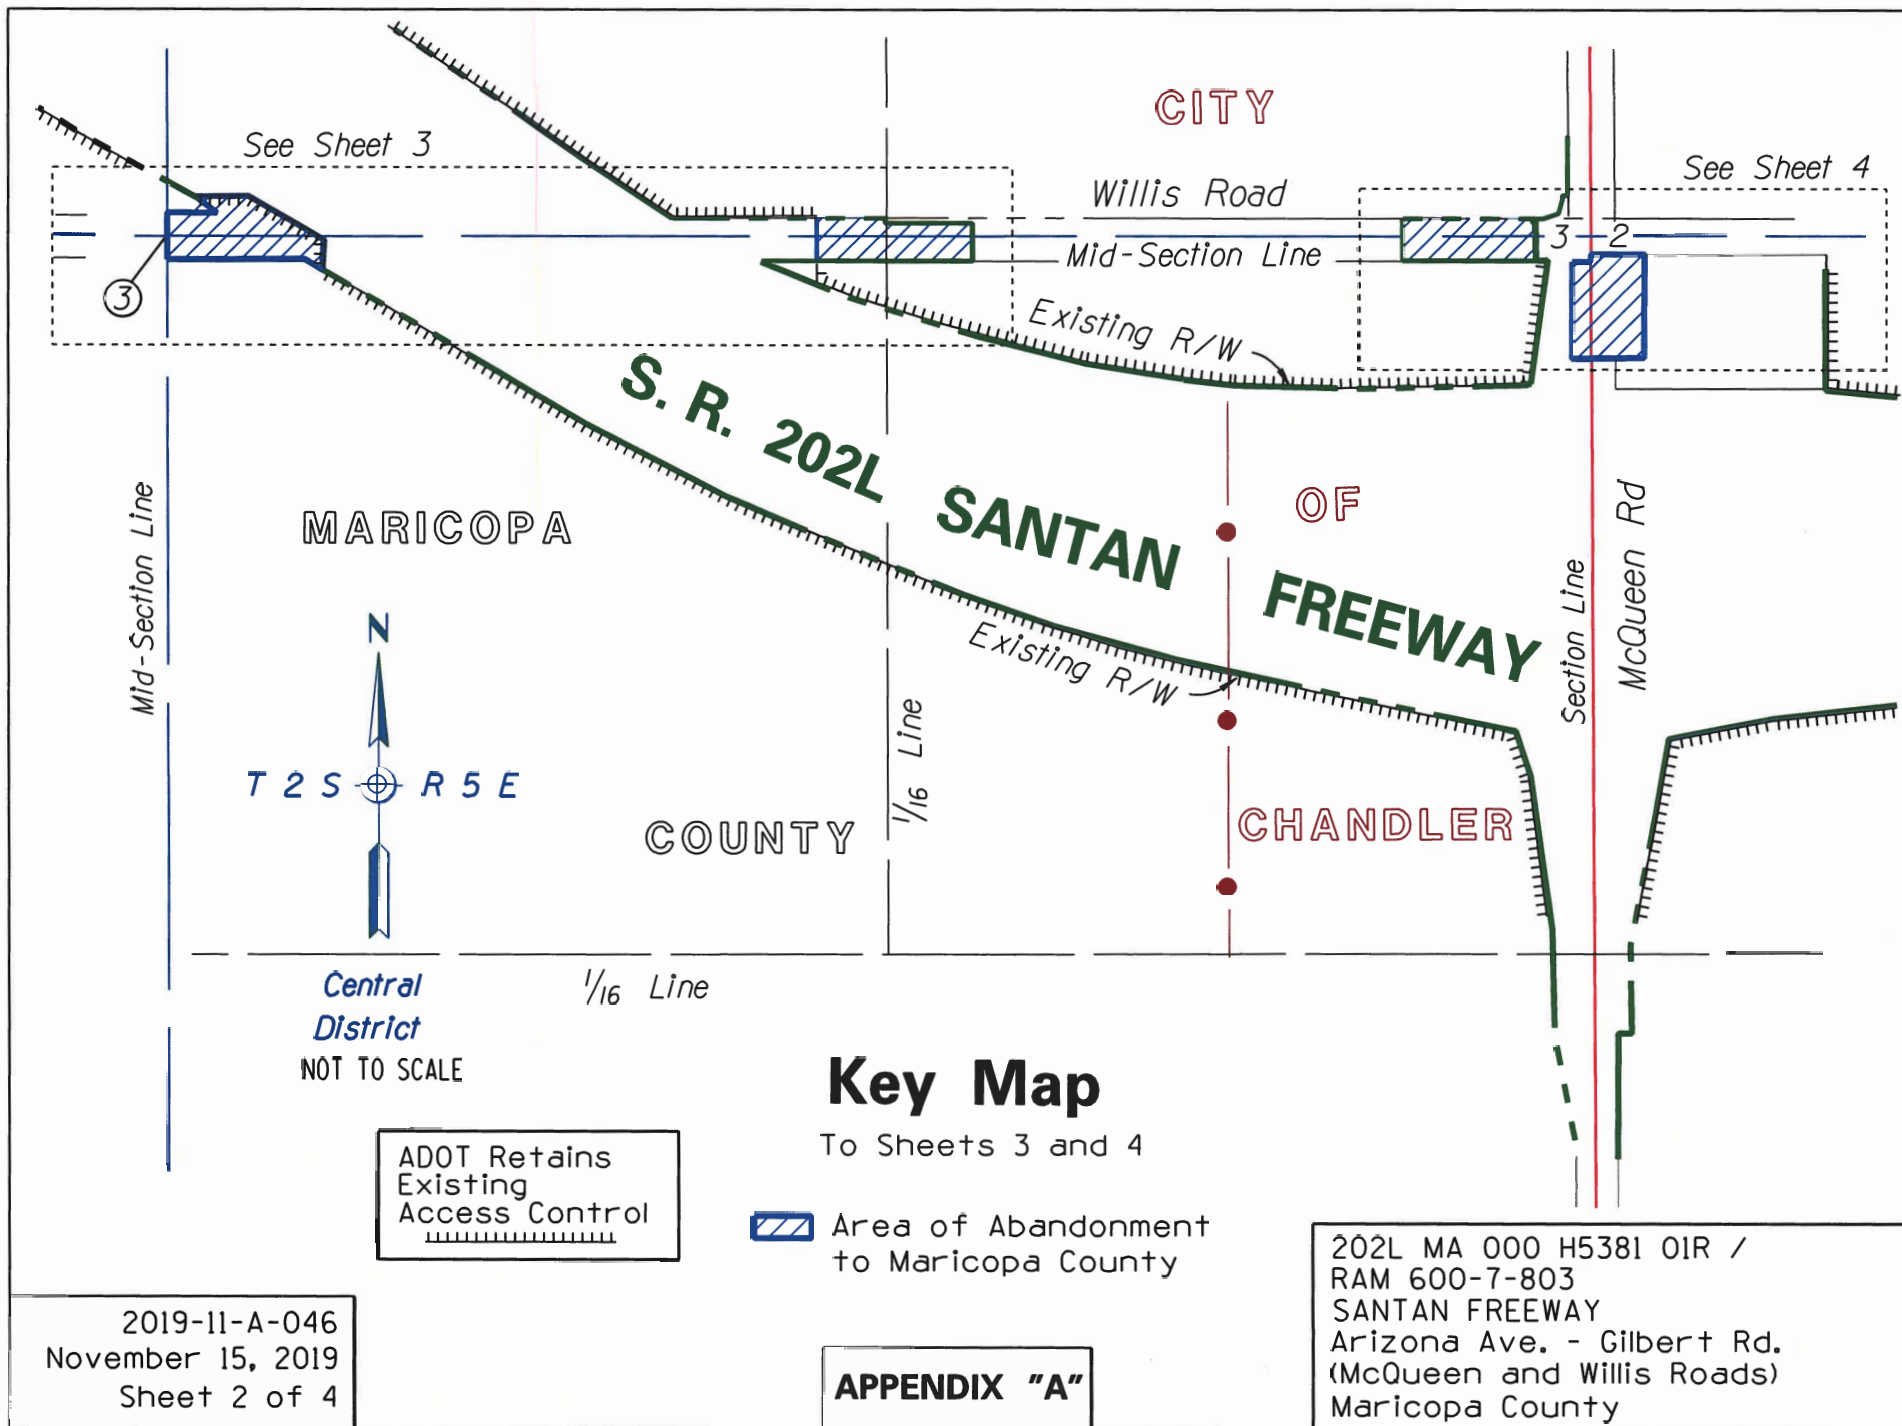 CITY
See Sheet 3
See Sheet 4
Willis Road
3 2
Mid-Section Line
3
Existing R/W
S. R. 202L SANTAN FREEWAY
OF
MARICOPA
Mid-Section Line
Section Line
McQueen Rd
N
Existing R/W
1/16 Line
T 2 S R 5 E
COUNTY
CHANDLER
Central
District
1/16 Line
NOT TO SCALE
Key Map
To Sheets 3 and 4
ADOT Retains
Existing
Access Control
Area of Abandonment
to Maricopa County
202L MA 000 H5381 01R /
RAM 600-7-803
SANTAN FREEWAY
Arizona Ave. - Gilbert Rd.
(McQueen and Willis Roads)
Maricopa County
2019-11-A-046
November 15, 2019
Sheet 2 of 4
APPENDIX "A"